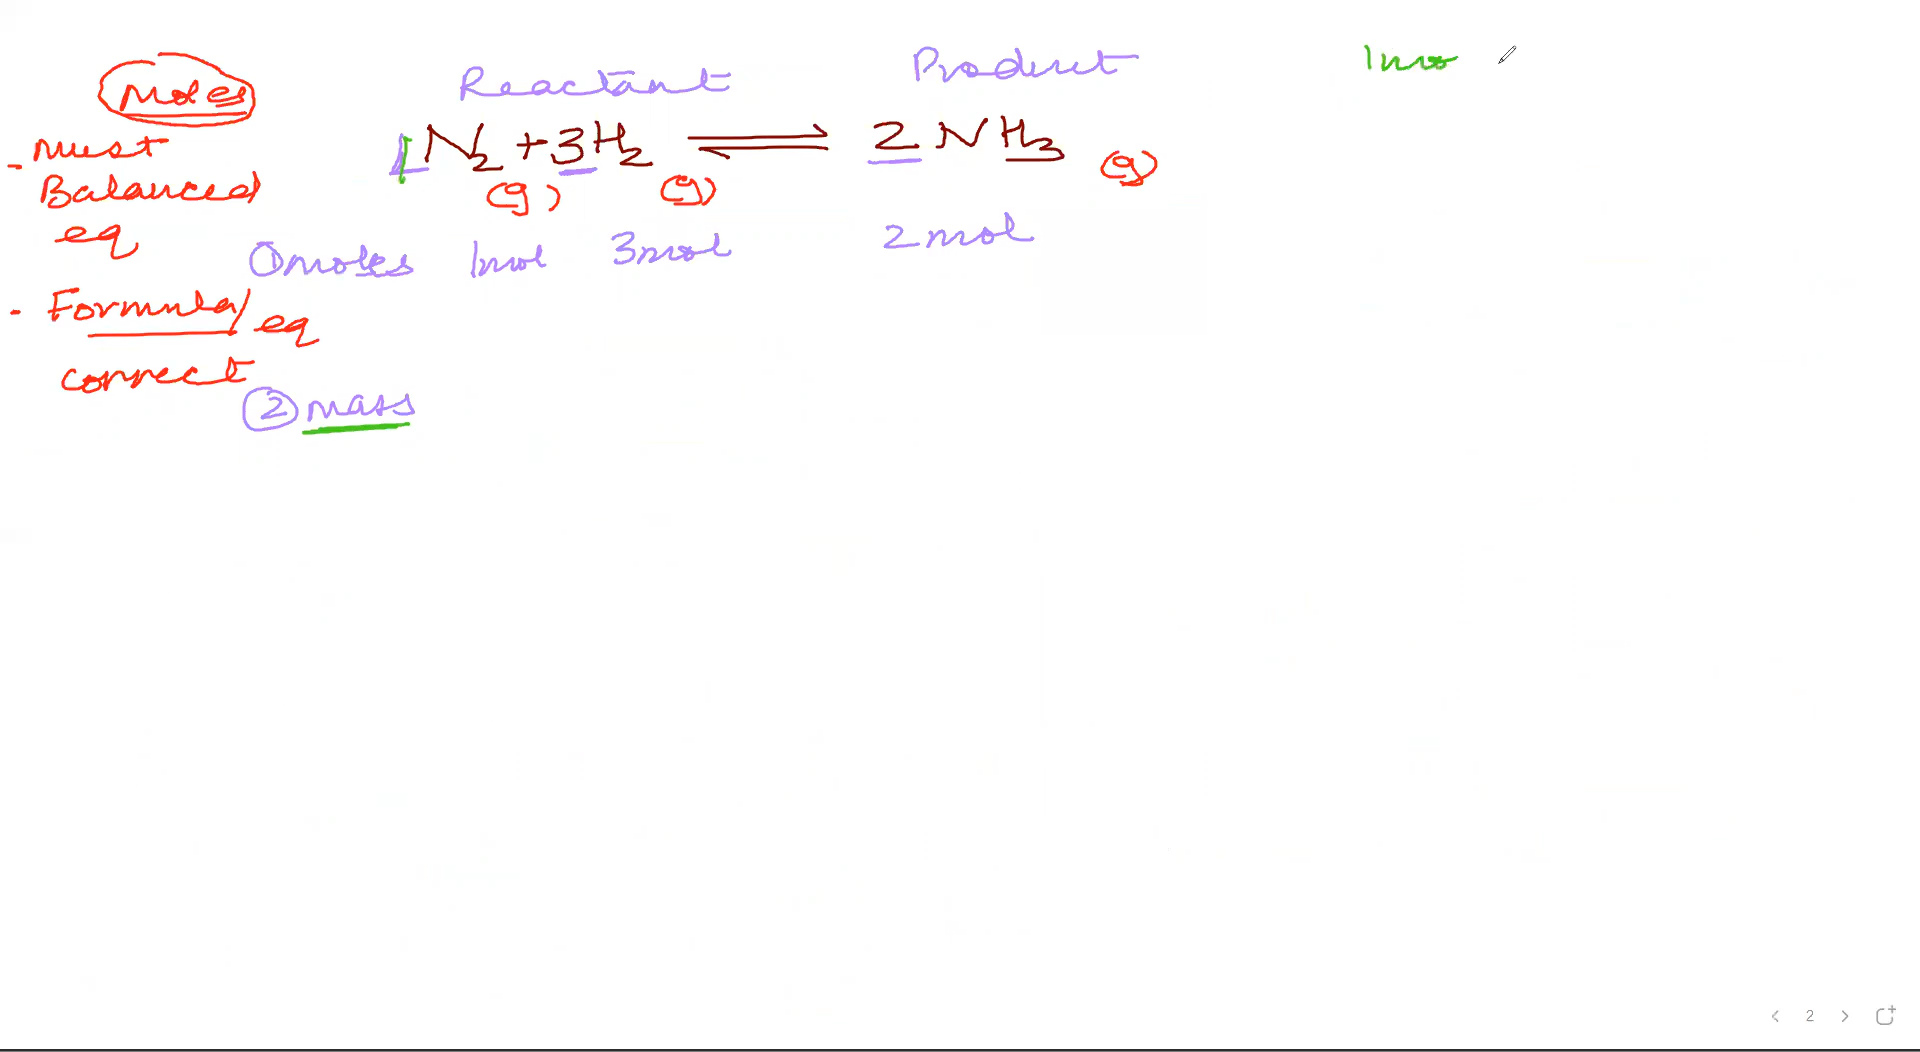 Moles
- Must
Balanced
eq
- Formula/eq
correct
Reactant Product
1N2 + 3H2 ⇌ 2NH3
(g) (g) (g)
① moles 1mol 3mol 2mol
② mass
1mo
2